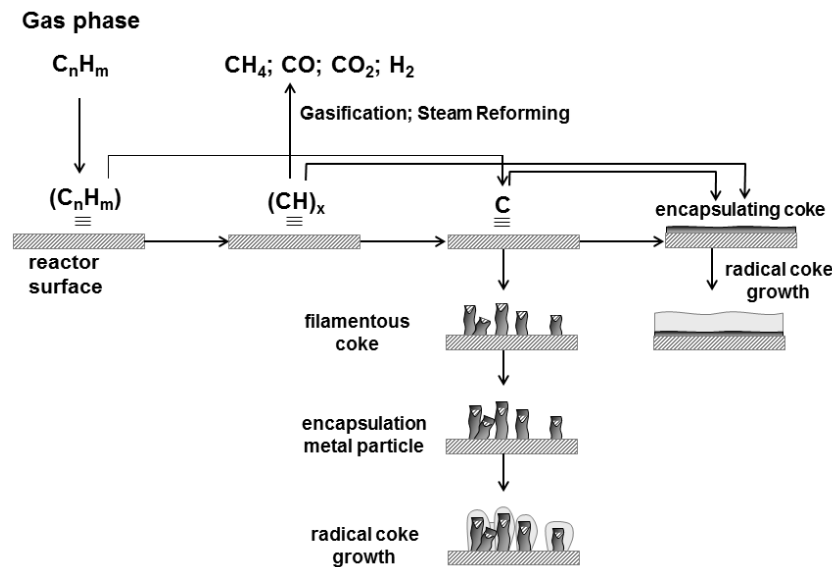 Gas phase
CₙHₘ
CH₄; CO; CO₂; H₂
Gasification; Steam Reforming
(CₙHₘ)
(CH)ₓ
C
encapsulating coke
reactor
surface
radical coke
growth
filamentous
coke
encapsulation
metal particle
radical coke
growth